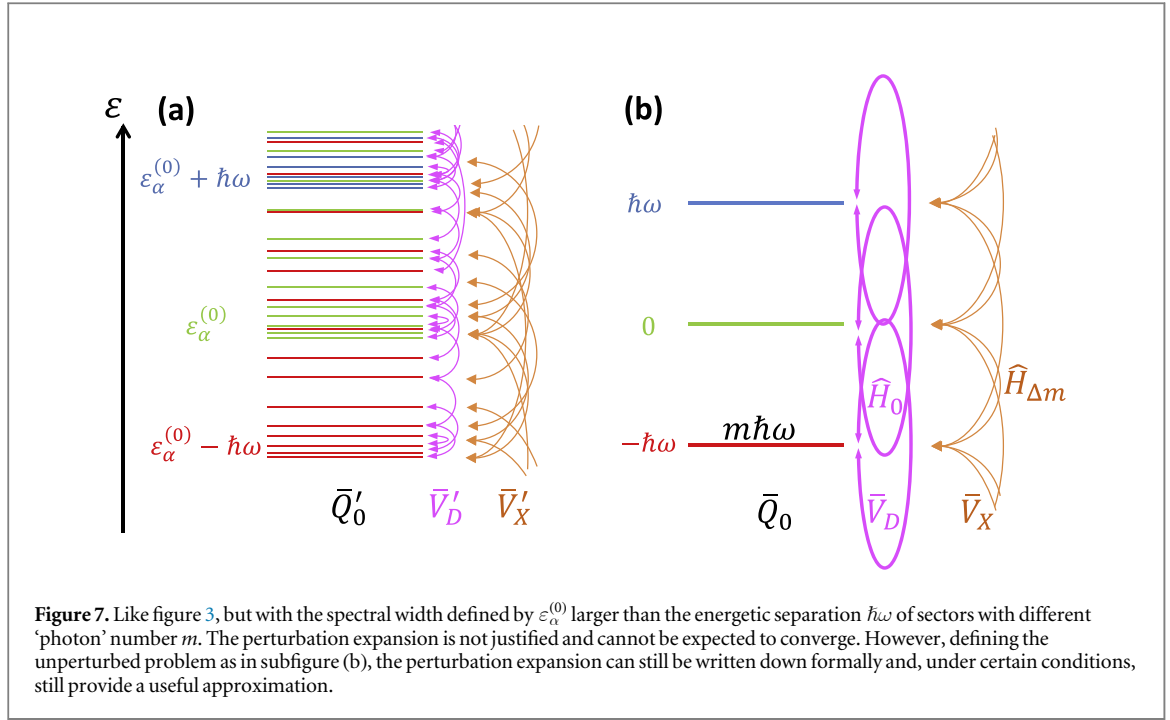 ε
(a)
(b)
ε_α^(0) + ħω
ε_α^(0)
ε_α^(0) − ħω
Q̄′₀
V̄′_D
V̄′_X
ħω
0
−ħω
mħω
Ĥ₀
Ĥ_Δm
Q̄₀
V̄_D
V̄_X
Figure 7. Like figure 3, but with the spectral width defined by ε_α^(0) larger than the energetic separation ħω of sectors with different
‘photon’ number m. The perturbation expansion is not justified and cannot be expected to converge. However, defining the
unperturbed problem as in subfigure (b), the perturbation expansion can still be written down formally and, under certain conditions,
still provide a useful approximation.